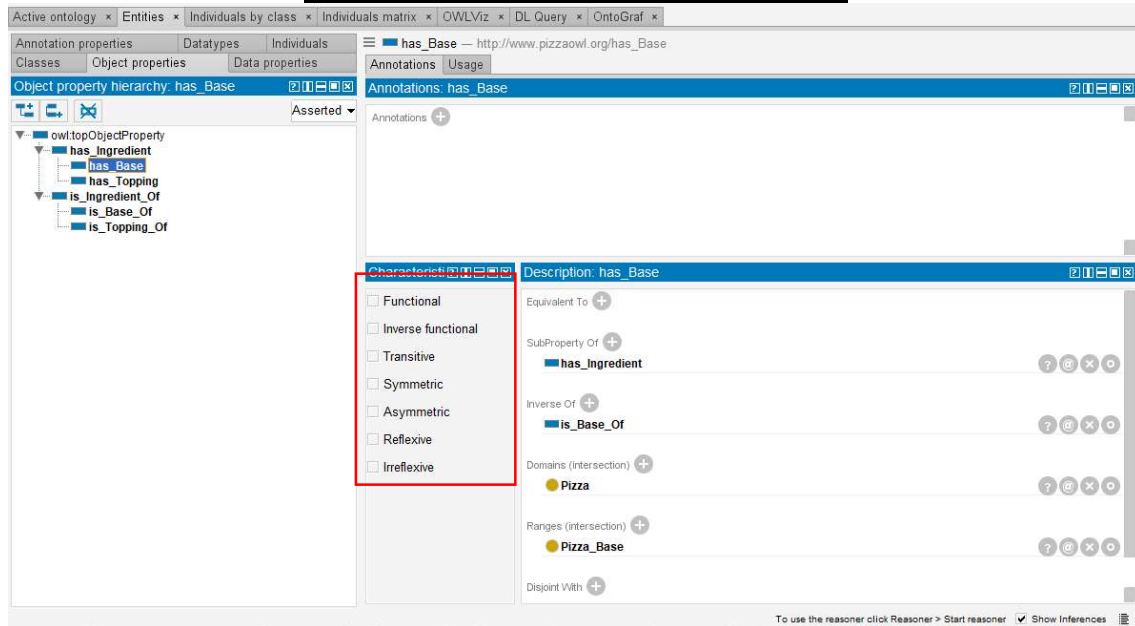 Active ontology × Entities × Individuals by class × Individuals matrix × OWLViz × DL Query × OntoGraf ×
Annotation properties Datatypes Individuals
Classes Object properties Data properties
Object property hierarchy: has_Base
Asserted
owl:topObjectProperty
has_Ingredient
has_Base
has_Topping
is_Ingredient_Of
is_Base_Of
is_Topping_Of
has_Base — http://www.pizzaowl.org/has_Base
Annotations Usage
Annotations: has_Base
Annotations
Characteristi
Functional
Inverse functional
Transitive
Symmetric
Asymmetric
Reflexive
Irreflexive
Description: has_Base
Equivalent To
SubProperty Of
has_Ingredient
Inverse Of
is_Base_Of
Domains (intersection)
Pizza
Ranges (intersection)
Pizza_Base
Disjoint With
To use the reasoner click Reasoner > Start reasoner Show Inferences